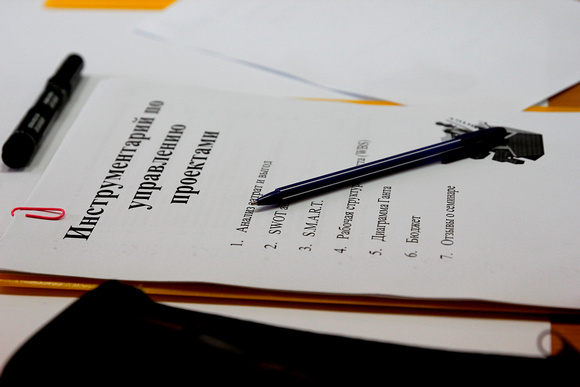 Инструментарий по
управлению
проектами
1. Анализ затрат и выгод
2. SWOT
3. S.M.A.R.T.
4. Рабочая (WBS)
5. Диаграмма Ганта
6. Бюджет
7. Отзывы о семинаре